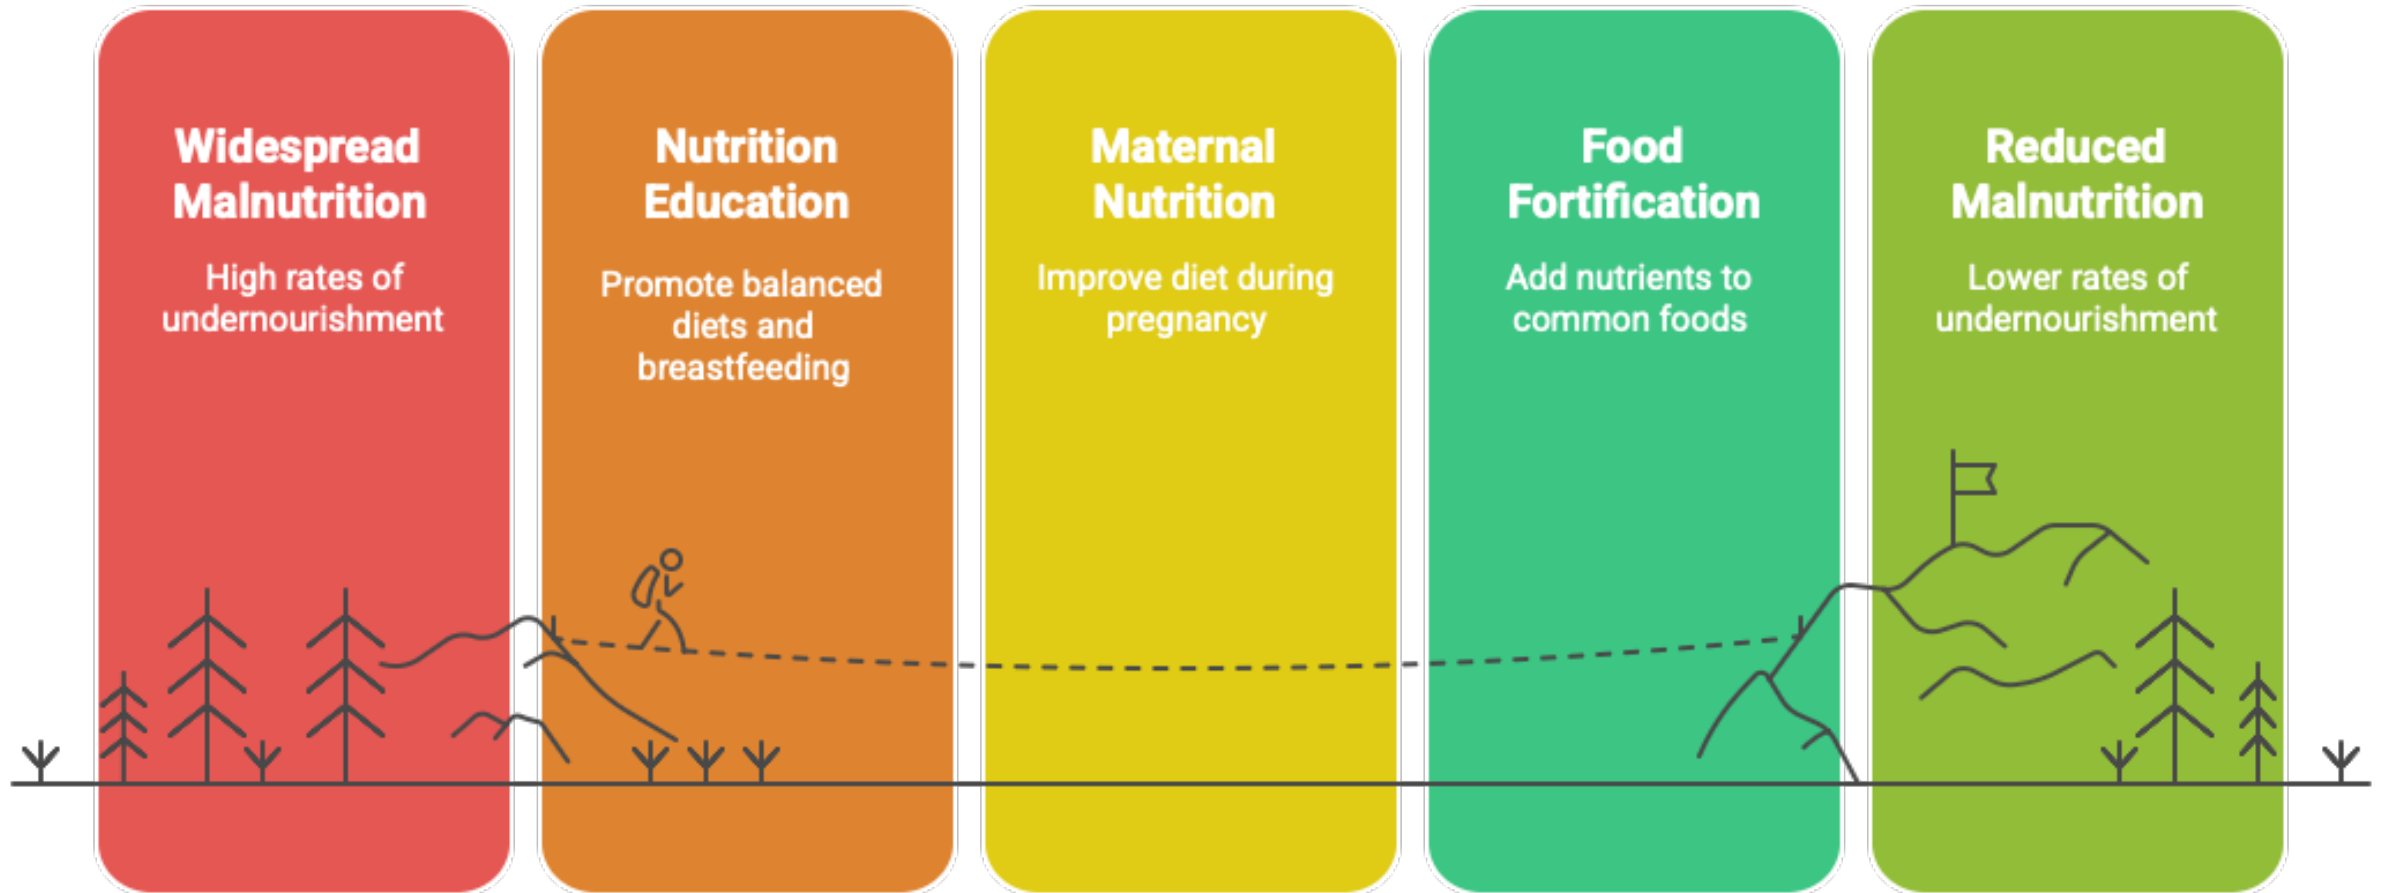 Widespread
Malnutrition
High rates of
undernourishment
Nutrition
Education
Promote balanced
diets and
breastfeeding
Maternal
Nutrition
Improve diet during
pregnancy
Food
Fortification
Add nutrients to
common foods
Reduced
Malnutrition
Lower rates of
undernourishment